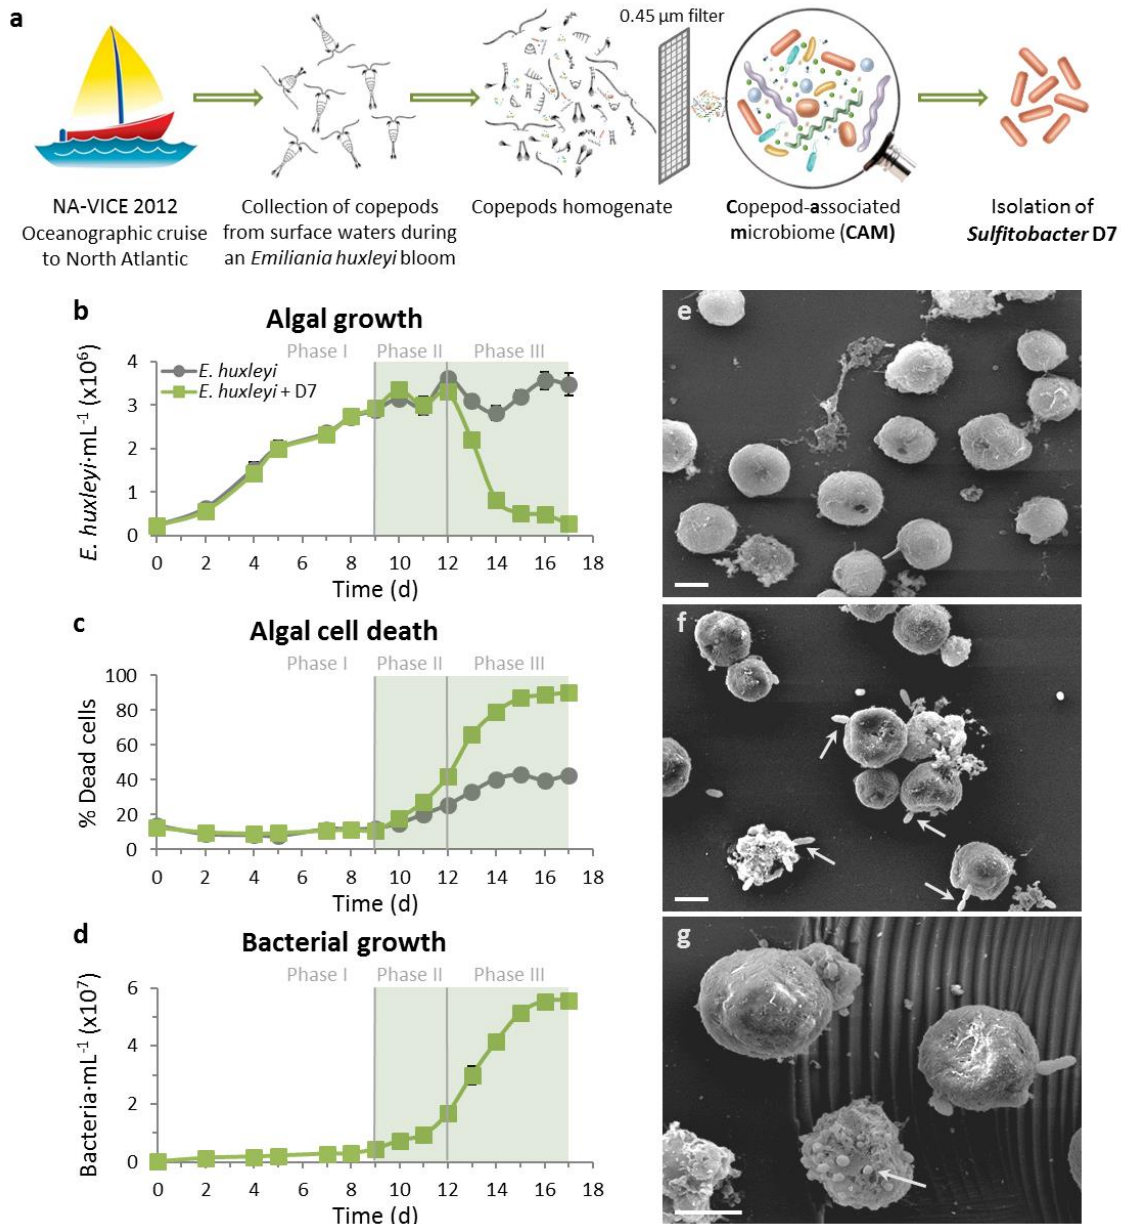 a
0.45 µm filter
NA-VICE 2012
Oceanographic cruise
to North Atlantic
Collection of copepods
from surface waters during
an Emiliania huxleyi bloom
Copepods homogenate
Copepod-associated
microbiome (CAM)
Isolation of
Sulfitobacter D7
b
Algal growth
Phase I Phase II Phase III
E. huxleyi
E. huxleyi + D7
E. huxleyi·mL⁻¹ (x10⁶)
4
3
2
1
0
0 2 4 6 8 10 12 14 16 18
Time (d)
c
Algal cell death
Phase I Phase II Phase III
% Dead cells
100
80
60
40
20
0
0 2 4 6 8 10 12 14 16 18
Time (d)
d
Bacterial growth
Phase I Phase II Phase III
Bacteria·mL⁻¹ (x10⁷)
6
4
2
0
0 2 4 6 8 10 12 14 16 18
Time (d)
e
f
g